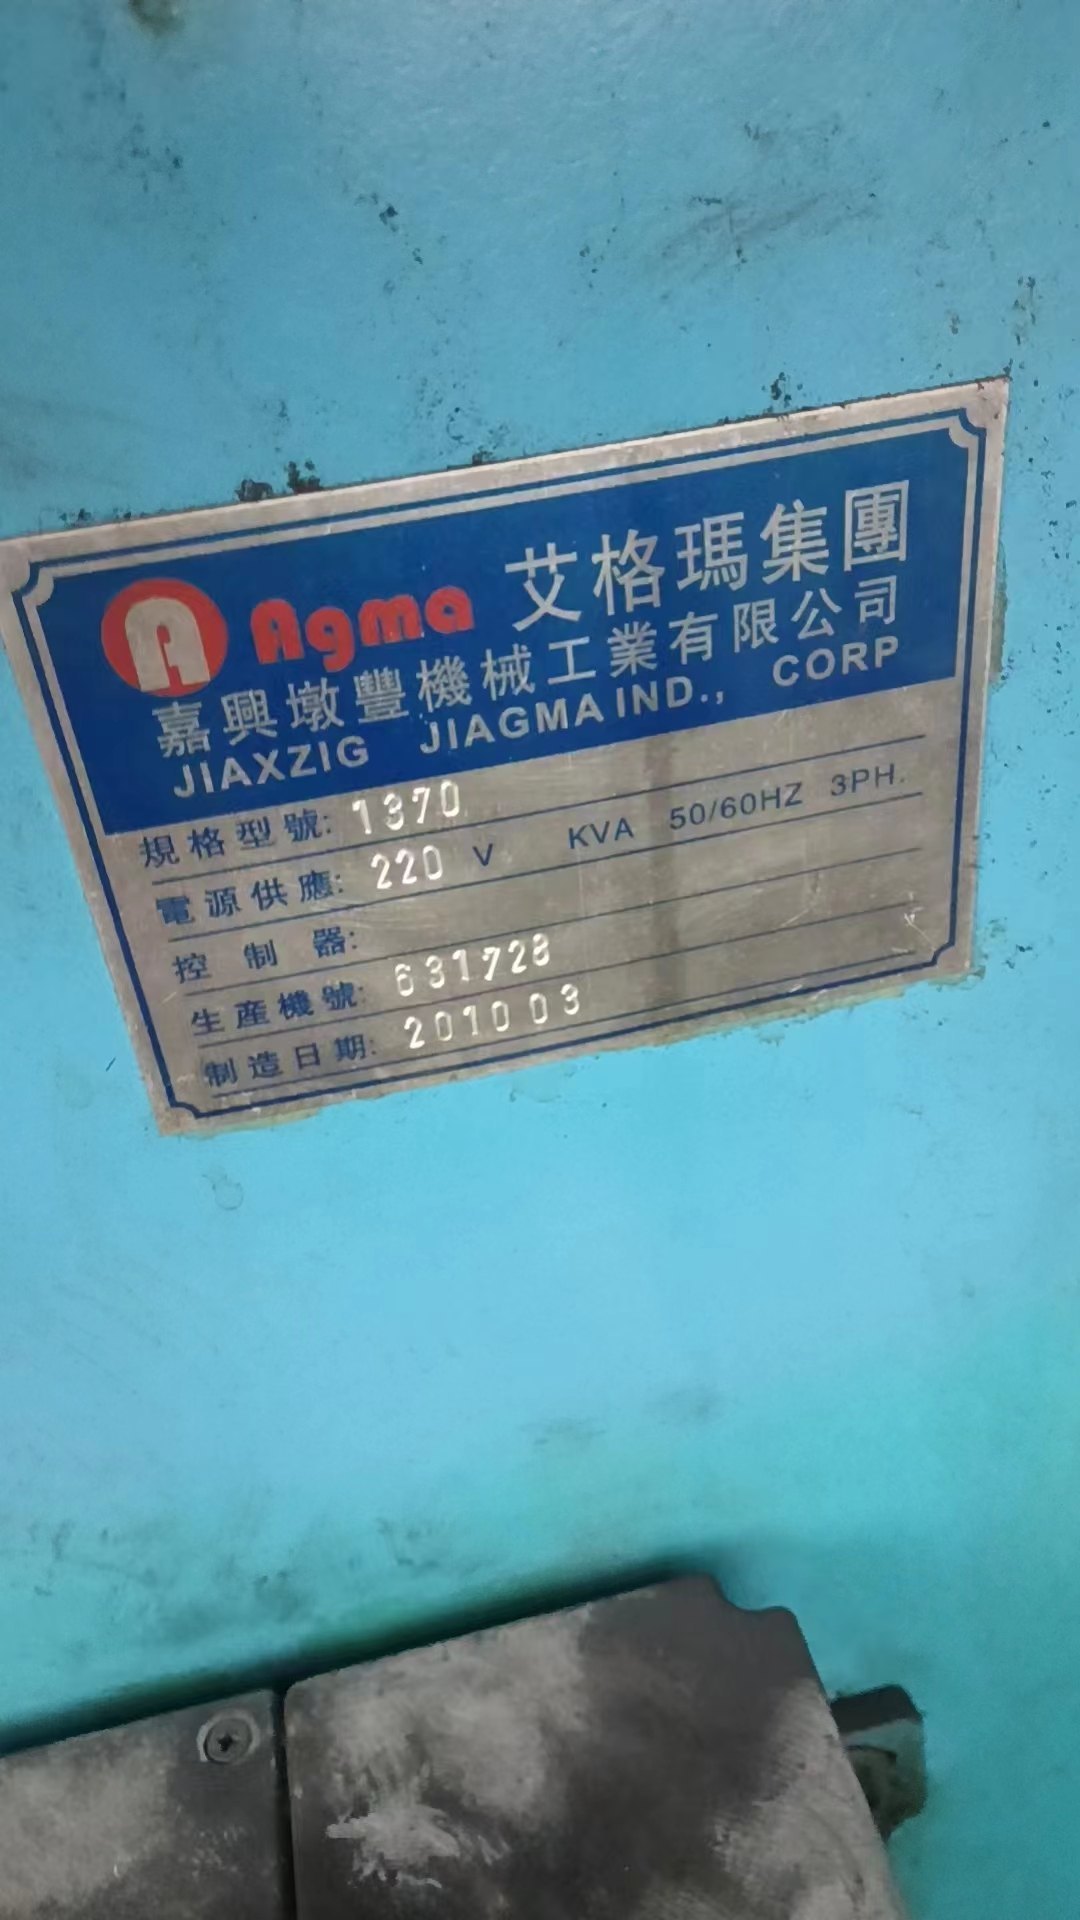 A Agma 艾格瑪集團
嘉興墩豐機械工業有限公司
JIAXZIG JIAGMA IND., CORP
規格型號: 1370
電源供應: 220 V KVA 50/60HZ 3PH.
控制器:
生産機號: 631728
制造日期: 201003